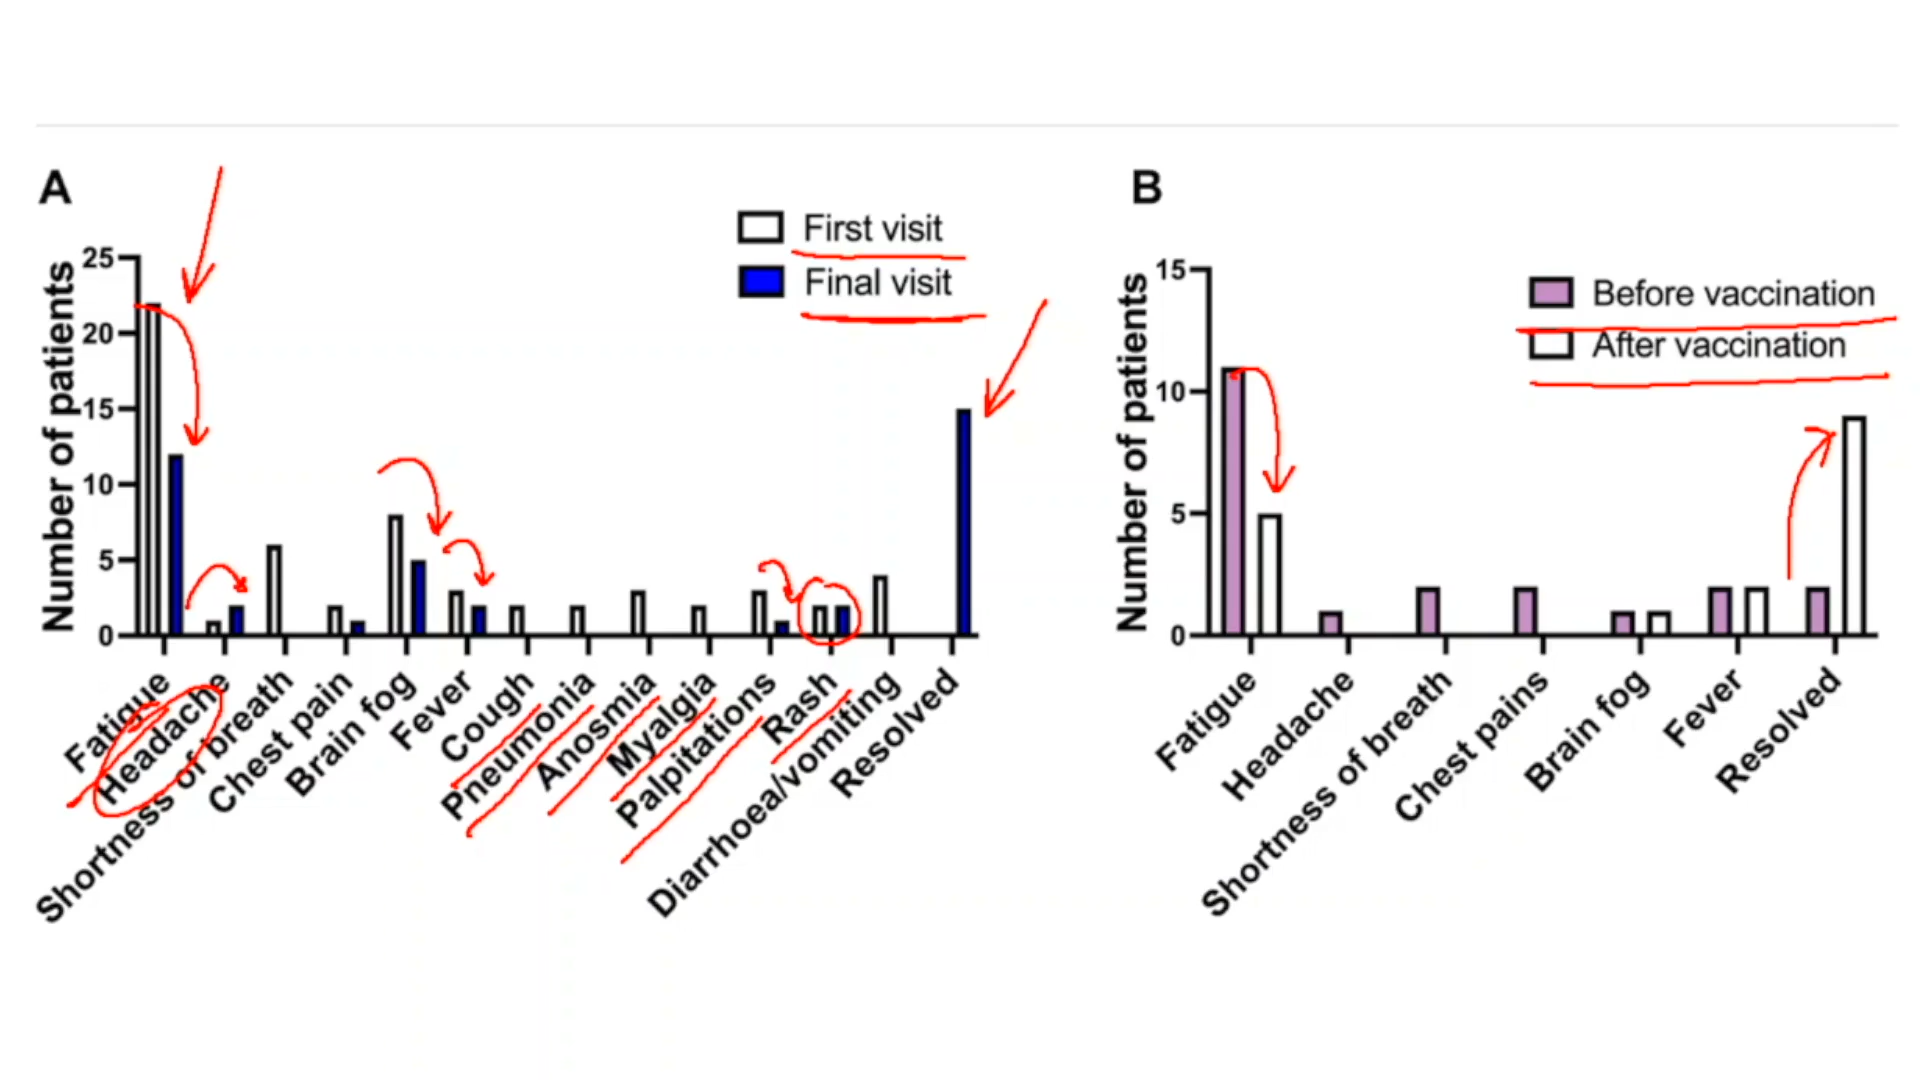 A
First visit
Final visit
Number of patients
25
20
15
10
5
0
Fatigue
Headache
Shortness of breath
Chest pain
Brain fog
Fever
Cough
Pneumonia
Anosmia
Myalgia
Palpitations
Rash
Diarrhoea/vomiting
Resolved
B
Before vaccination
After vaccination
Number of patients
15
10
5
0
Fatigue
Headache
Shortness of breath
Chest pains
Brain fog
Fever
Resolved